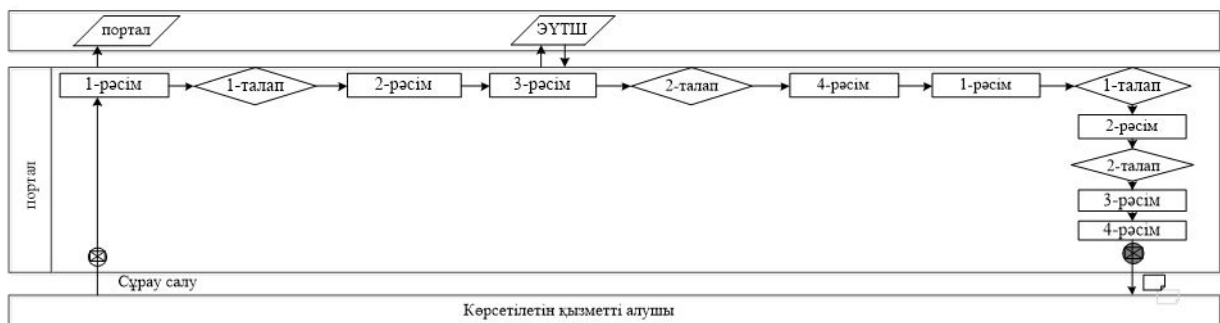 портал
ЭҮТШ
1-рәсім
1-талап
2-рәсім
3-рәсім
2-талап
4-рәсім
1-рәсім
1-талап
2-рәсім
2-талап
3-рәсім
4-рәсім
портал
Сұрау салу
Көрсетілетін қызметті алушы